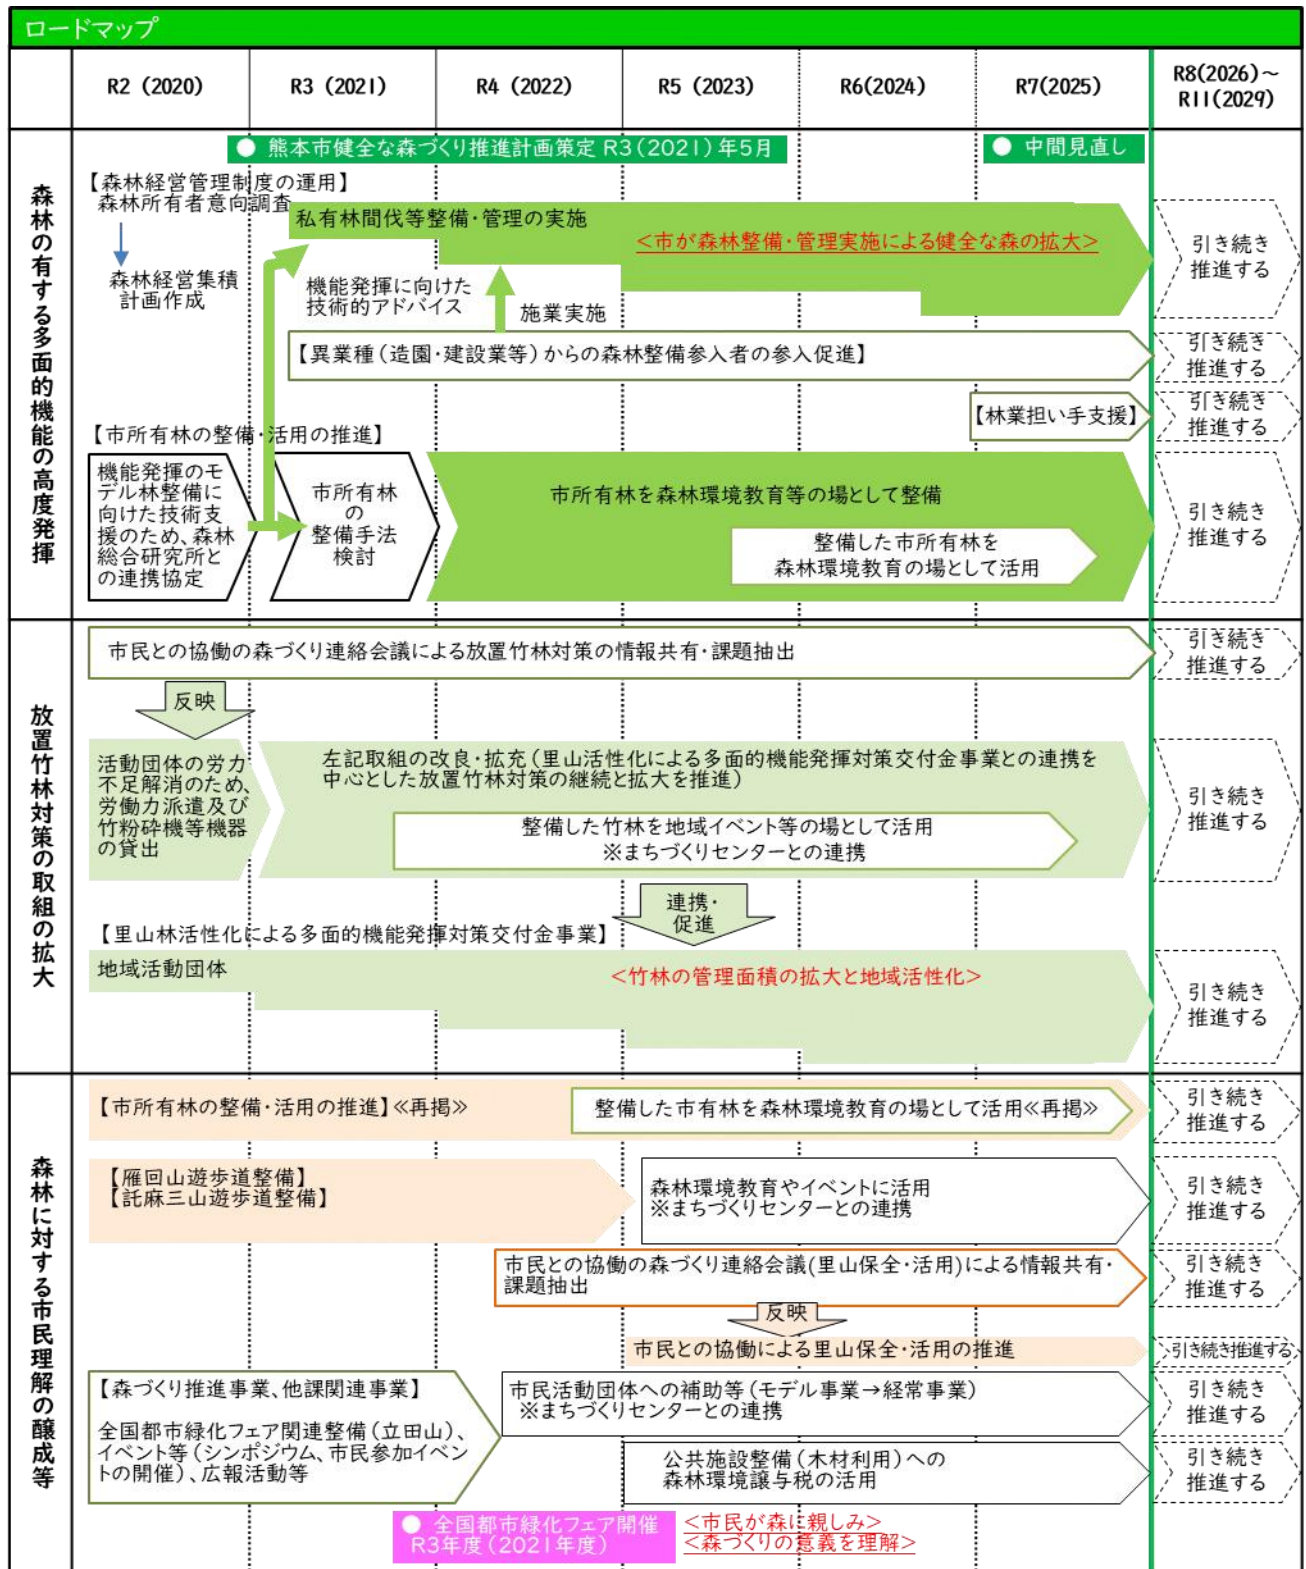 ロードマップ
R2 (2020)
R3 (2021)
R4 (2022)
R5 (2023)
R6(2024)
R7(2025)
R8(2026)～
R11(2029)
森林の有する多面的機能の高度発揮
● 熊本市健全な森づくり推進計画策定 R3(2021)年5月
● 中間見直し
【森林経営管理制度の運用】
森林所有者意向調査
森林経営集積
計画作成
私有林間伐等整備・管理の実施
<市が森林整備・管理実施による健全な森の拡大>
引き続き
推進する
機能発揮に向けた
技術的アドバイス
施業実施
【異業種(造園・建設業等)からの森林整備参入者の参入促進】
引き続き
推進する
【林業担い手支援】
引き続き
推進する
【市所有林の整備・活用の推進】
機能発揮のモ
デル林整備に
向けた技術支
援のため、森林
総合研究所と
の連携協定
市所有林
の
整備手法
検討
市所有林を森林環境教育等の場として整備
整備した市所有林を
森林環境教育の場として活用
引き続き
推進する
放置竹林対策の取組の拡大
市民との協働の森づくり連絡会議による放置竹林対策の情報共有・課題抽出
引き続き
推進する
反映
活動団体の労力
不足解消のため、
労働力派遣及び
竹粉砕機等機器
の貸出
左記取組の改良・拡充(里山活性化による多面的機能発揮対策交付金事業との連携を
中心とした放置竹林対策の継続と拡大を推進)
整備した竹林を地域イベント等の場として活用
※まちづくりセンターとの連携
引き続き
推進する
連携・
促進
【里山林活性化による多面的機能発揮対策交付金事業】
地域活動団体
<竹林の管理面積の拡大と地域活性化>
引き続き
推進する
森林に対する市民理解の醸成等
【市所有林の整備・活用の推進】≪再掲≫
整備した市有林を森林環境教育の場として活用≪再掲≫
引き続き
推進する
【雁回山遊歩道整備】
【託麻三山遊歩道整備】
森林環境教育やイベントに活用
※まちづくりセンターとの連携
引き続き
推進する
市民との協働の森づくり連絡会議(里山保全・活用)による情報共有・
課題抽出
引き続き
推進する
反映
市民との協働による里山保全・活用の推進
引き続き推進する
【森づくり推進事業、他課関連事業】
全国都市緑化フェア関連整備(立田山)、
イベント等(シンポジウム、市民参加イベン
トの開催)、広報活動等
市民活動団体への補助等(モデル事業→経常事業)
※まちづくりセンターとの連携
引き続き
推進する
公共施設整備(木材利用)への
森林環境譲与税の活用
引き続き
推進する
● 全国都市緑化フェア開催
R3年度(2021年度)
<市民が森に親しみ>
<森づくりの意義を理解>